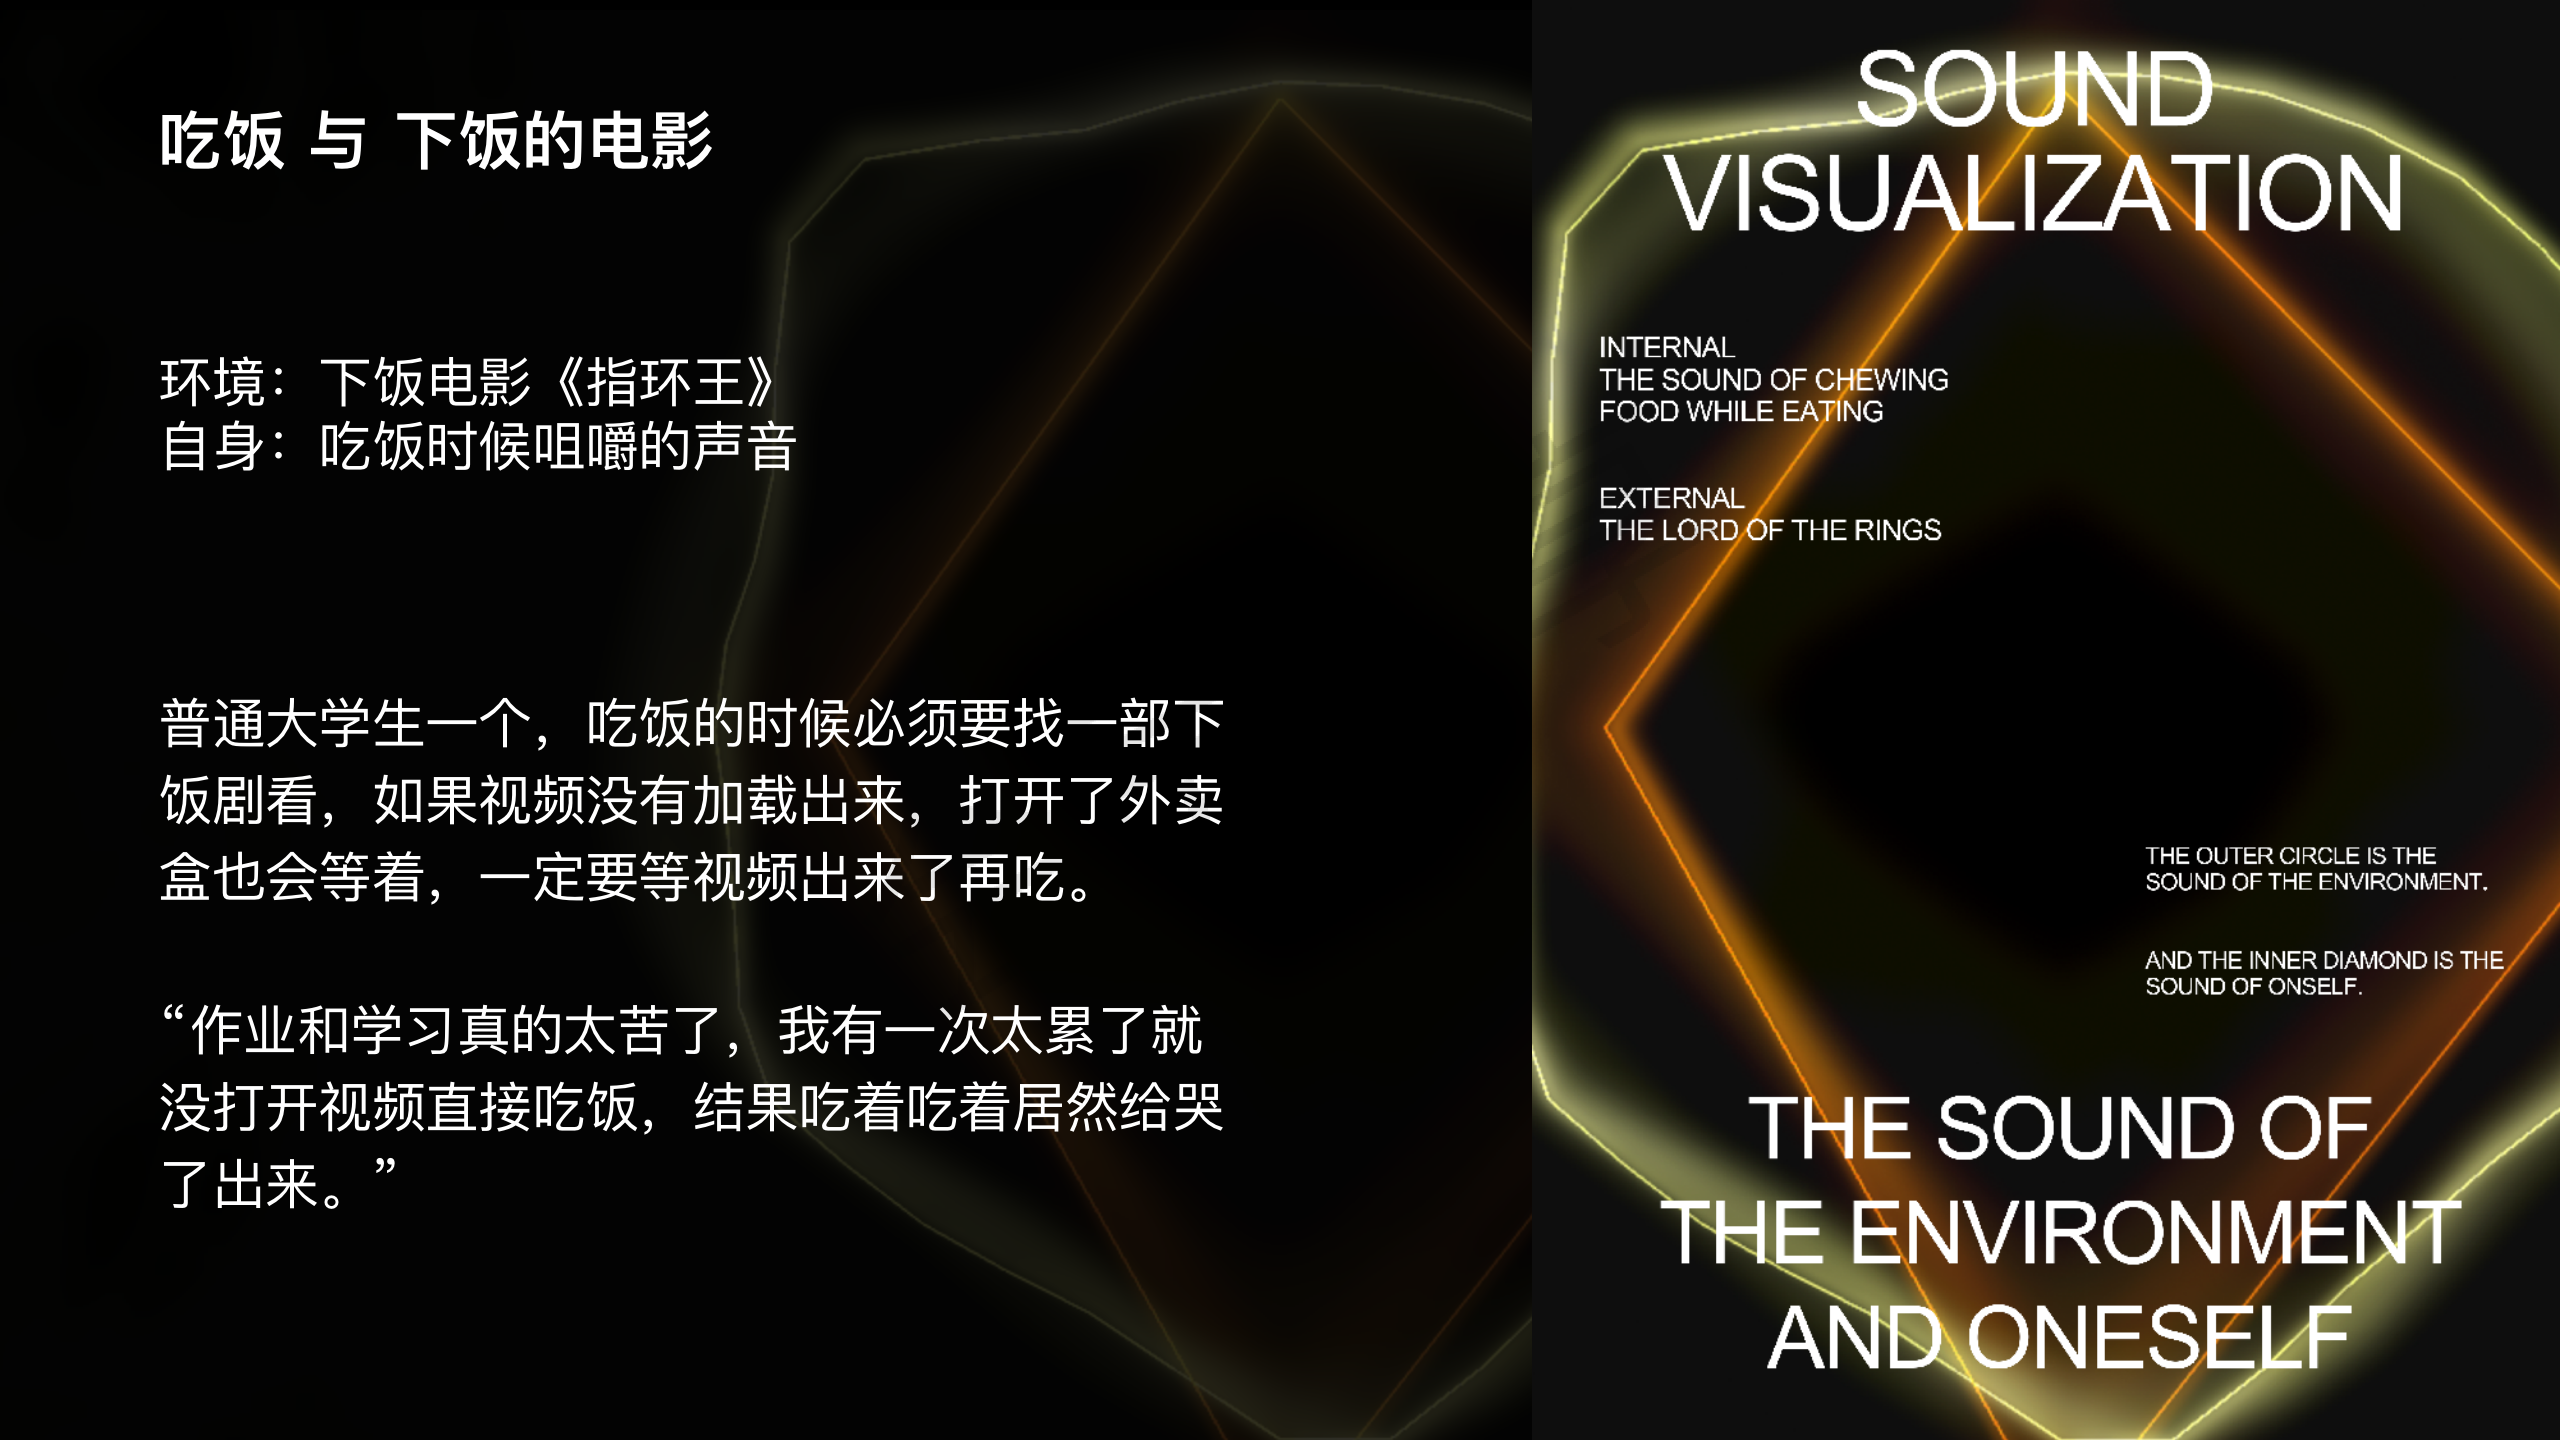 吃饭 与 下饭的电影
环境：下饭电影《指环王》
自身：吃饭时候咀嚼的声音
普通大学生一个，吃饭的时候必须要找一部下
饭剧看，如果视频没有加载出来，打开了外卖
盒也会等着，一定要等视频出来了再吃。
“作业和学习真的太苦了，我有一次太累了就
没打开视频直接吃饭，结果吃着吃着居然给哭
了出来。”
SOUND
VISUALIZATION
INTERNAL
THE SOUND OF CHEWING
FOOD WHILE EATING
EXTERNAL
THE LORD OF THE RINGS
THE OUTER CIRCLE IS THE
SOUND OF THE ENVIRONMENT.
AND THE INNER DIAMOND IS THE
SOUND OF ONSELF.
THE SOUND OF
THE ENVIRONMENT
AND ONESELF